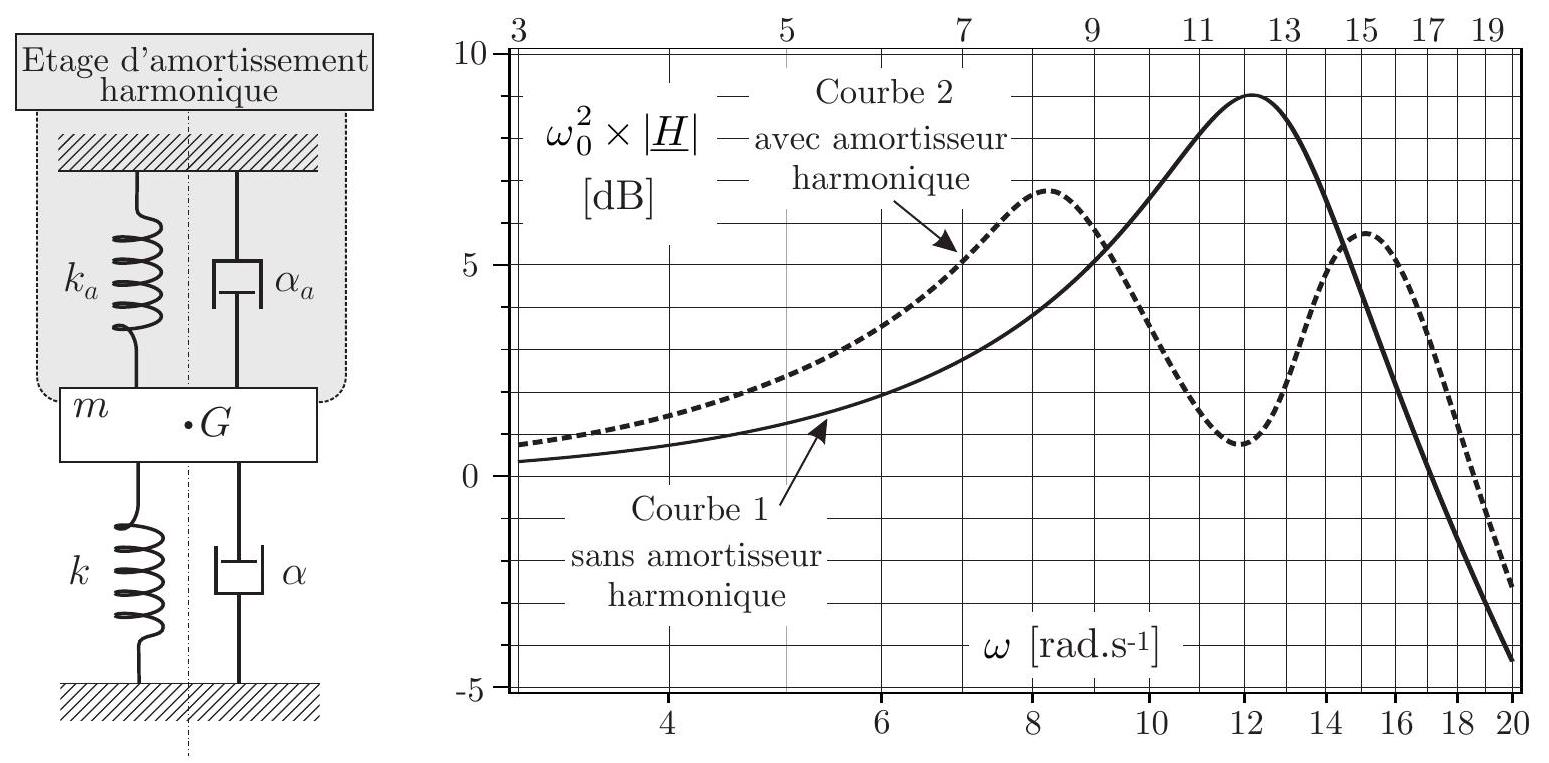 Etage d'amortissement
harmonique
k_a
α_a
m
G
k
α
3 5 7 9 11 13 15 17 19
10
5
0
-5
ω₀² × |H|
[dB]
Courbe 2
avec amortisseur
harmonique
Courbe 1
sans amortisseur
harmonique
ω [rad.s⁻¹]
4 6 8 10 12 14 16 18 20